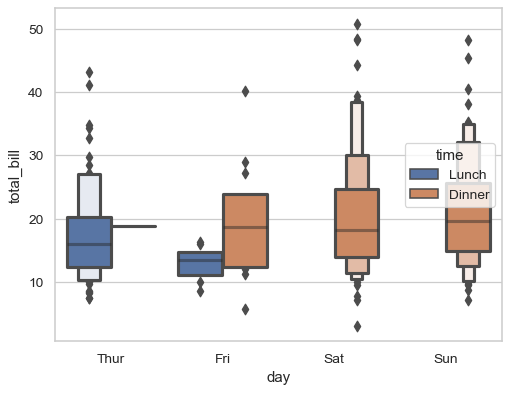 50
40
30
20
10
total_bill
time
Lunch
Dinner
Thur
Fri
Sat
Sun
day